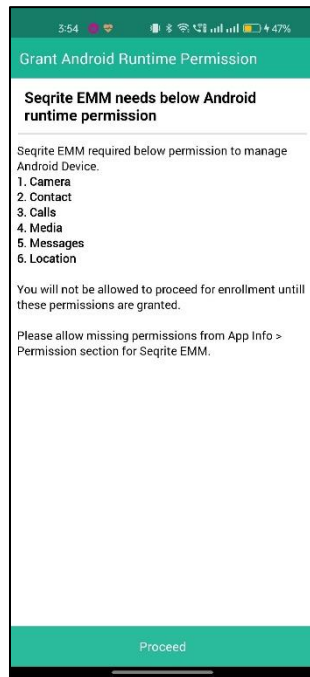 3:54 47%
Grant Android Runtime Permission
Seqrite EMM needs below Android
runtime permission
Seqrite EMM required below permission to manage
Android Device.
1. Camera
2. Contact
3. Calls
4. Media
5. Messages
6. Location
You will not be allowed to proceed for enrollment untill
these permissions are granted.
Please allow missing permissions from App Info >
Permission section for Seqrite EMM.
Proceed